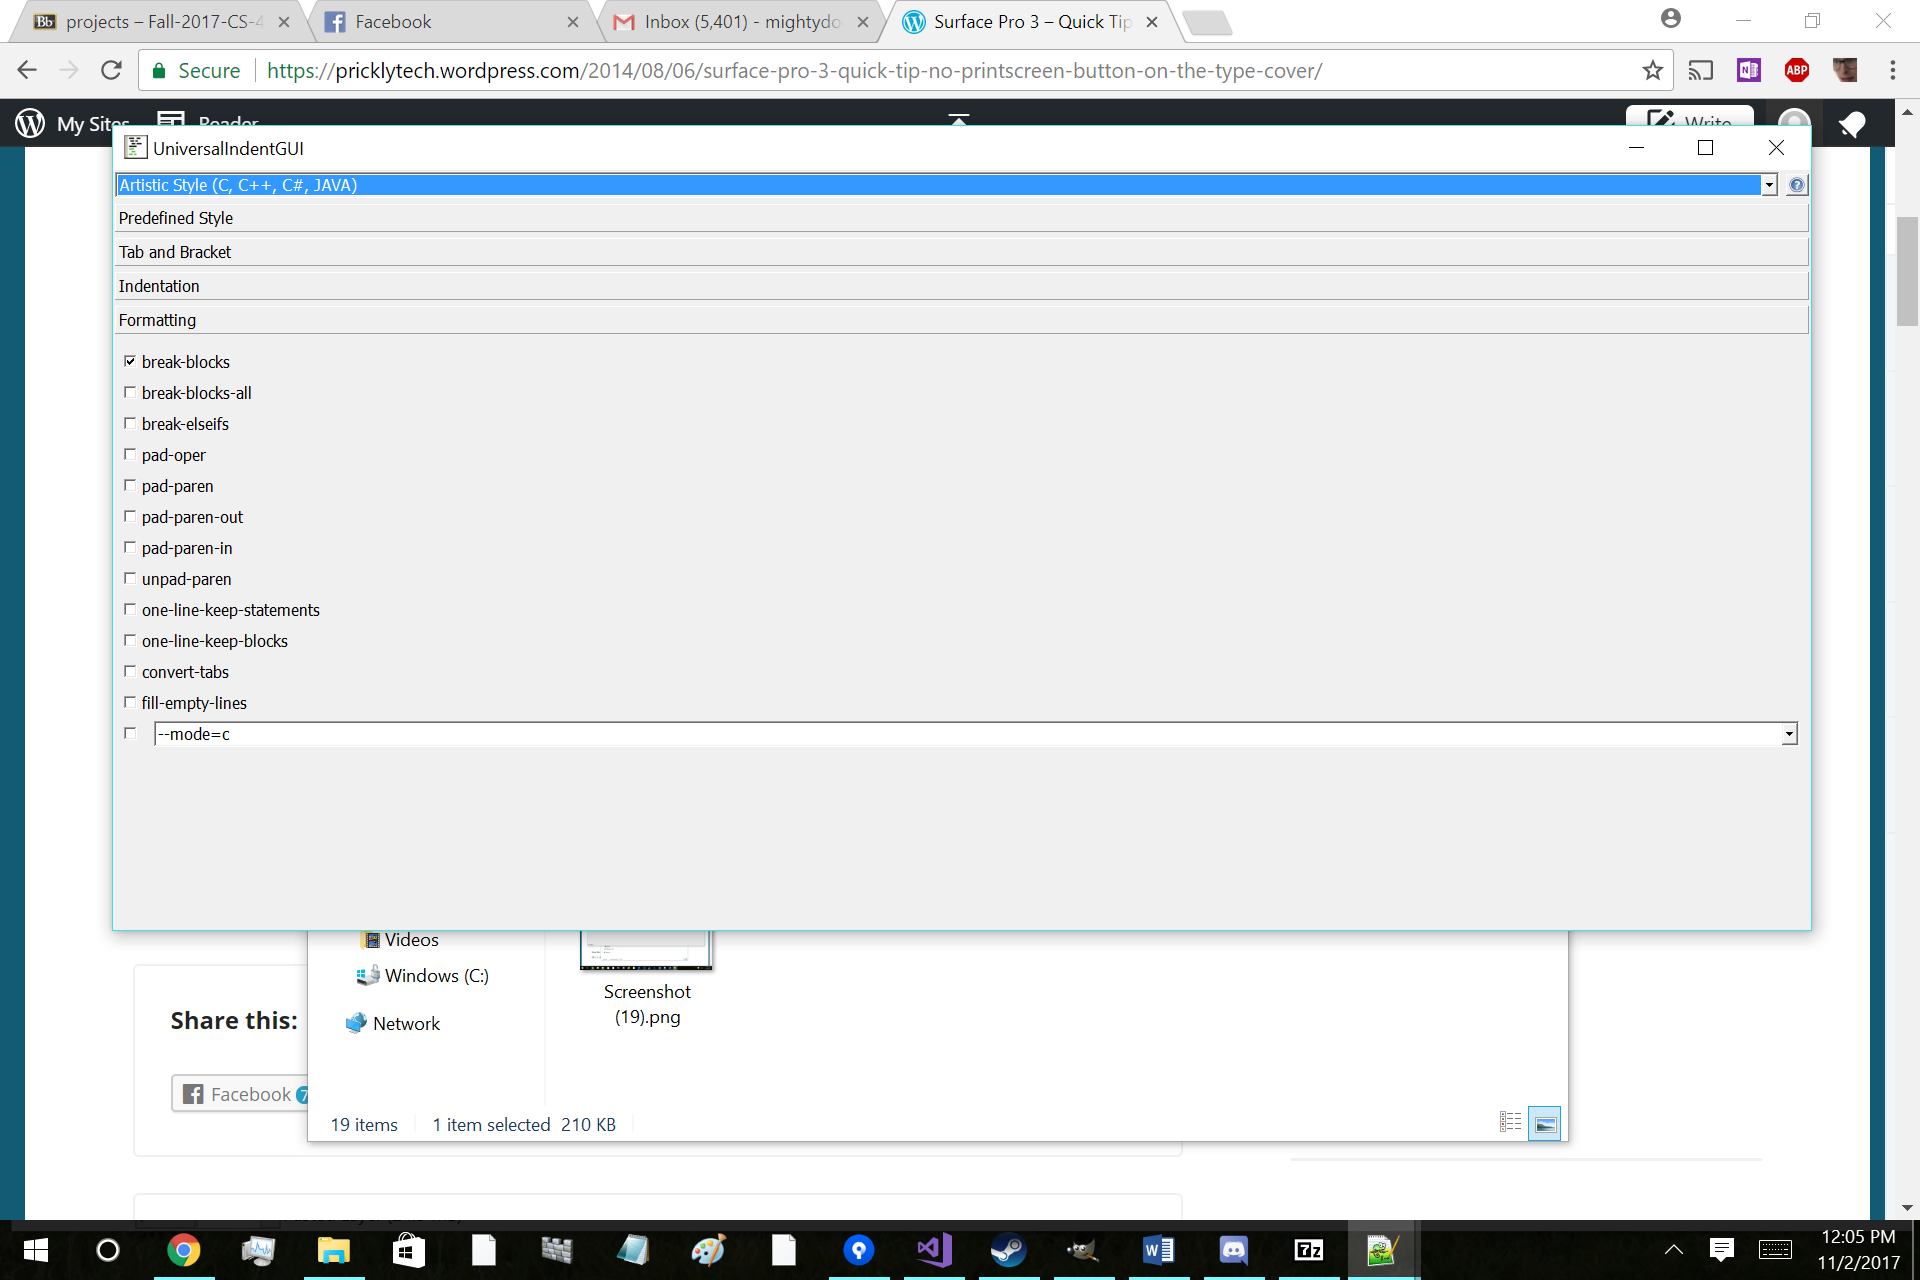 Bb projects – Fall-2017-CS-4
Facebook
Inbox (5,401) - mightydo
Surface Pro 3 – Quick Tip
Secure https://pricklytech.wordpress.com/2014/08/06/surface-pro-3-quick-tip-no-printscreen-button-on-the-type-cover/
ABP
My Sites Reader Write
UniversalIndentGUI
Artistic Style (C, C++, C#, JAVA)
Predefined Style
Tab and Bracket
Indentation
Formatting
break-blocks
break-blocks-all
break-elseifs
pad-oper
pad-paren
pad-paren-out
pad-paren-in
unpad-paren
one-line-keep-statements
one-line-keep-blocks
convert-tabs
fill-empty-lines
--mode=c
Videos
Windows (C:)
Network
Screenshot
(19).png
Share this:
Facebook 7
19 items 1 item selected 210 KB
7z
12:05 PM
11/2/2017